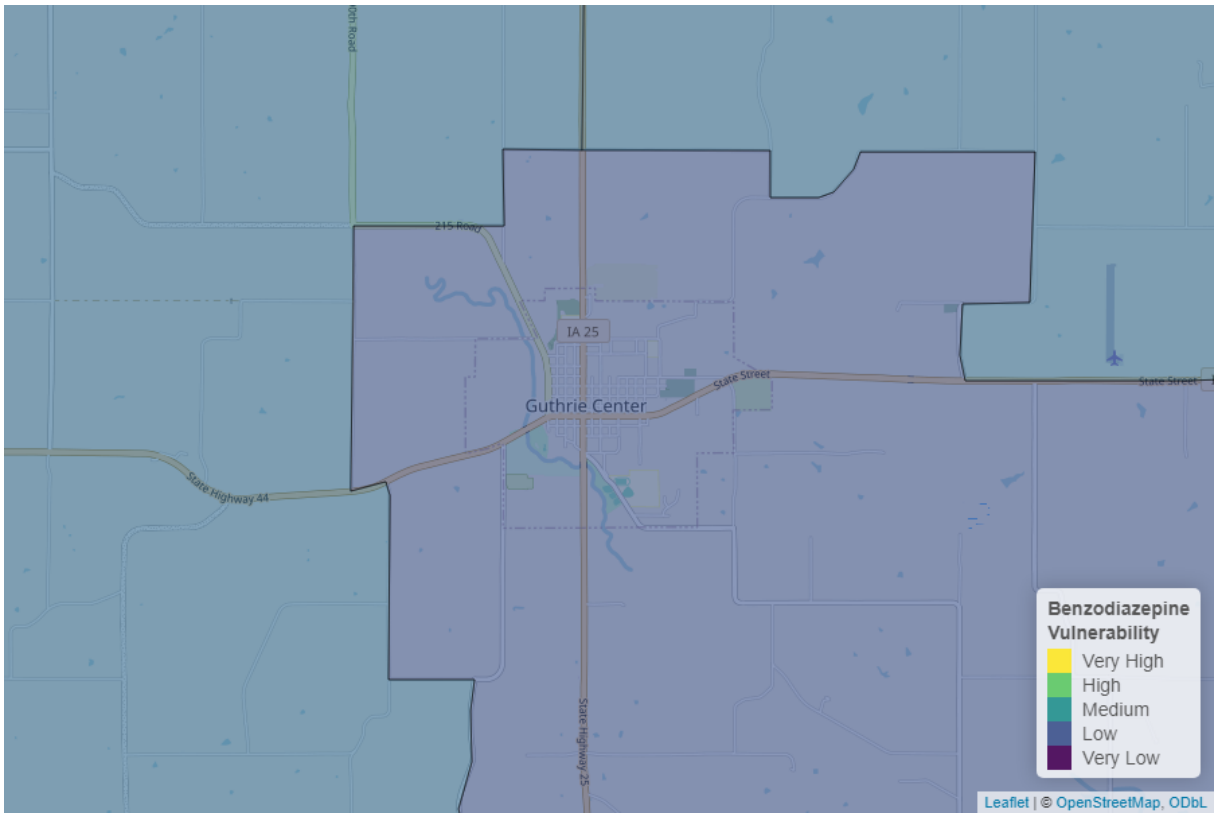 0th Road
215 Road
IA 25
State Street
State Street
Guthrie Center
State Highway 44
State Highway 25
Benzodiazepine
Vulnerability
Very High
High
Medium
Low
Very Low
Leaflet | © OpenStreetMap, ODbL